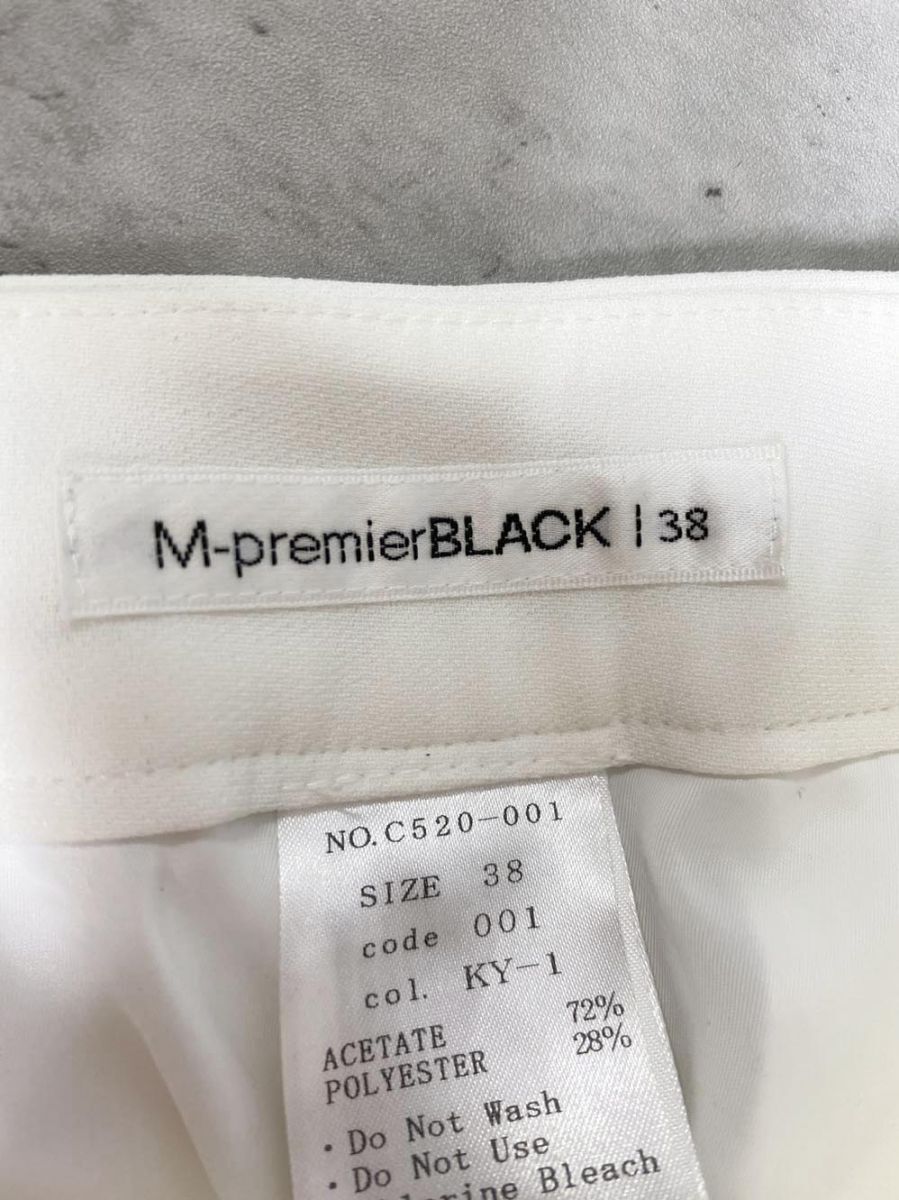 M-premierBLACK | 38
NO.C520-001
SIZE 38
code 001
col. KY-1
ACETATE 72%
POLYESTER 28%
・Do Not Wash
・Do Not Use
Bleach